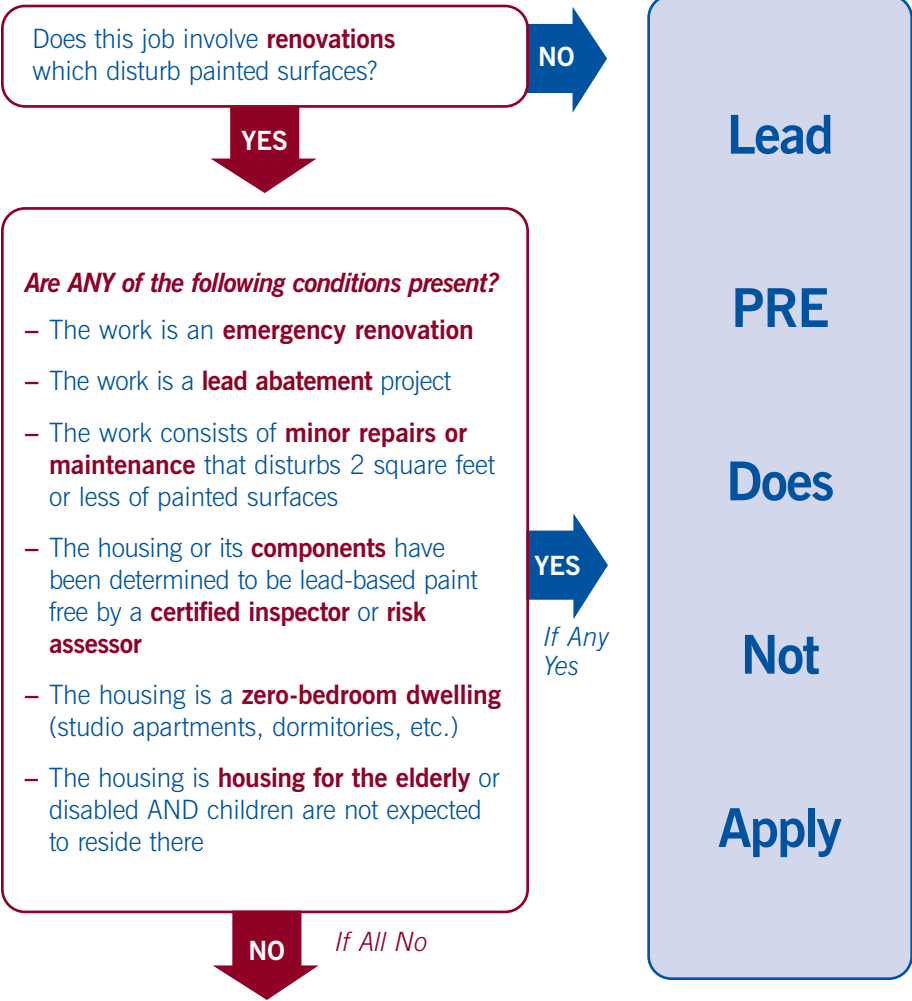 Does this job involve renovations
which disturb painted surfaces?
NO
YES
Are ANY of the following conditions present?
– The work is an emergency renovation
– The work is a lead abatement project
– The work consists of minor repairs or
maintenance that disturbs 2 square feet
or less of painted surfaces
– The housing or its components have
been determined to be lead-based paint
free by a certified inspector or risk
assessor
– The housing is a zero-bedroom dwelling
(studio apartments, dormitories, etc.)
– The housing is housing for the elderly or
disabled AND children are not expected
to reside there
YES
If Any
Yes
NO
If All No
Lead
PRE
Does
Not
Apply